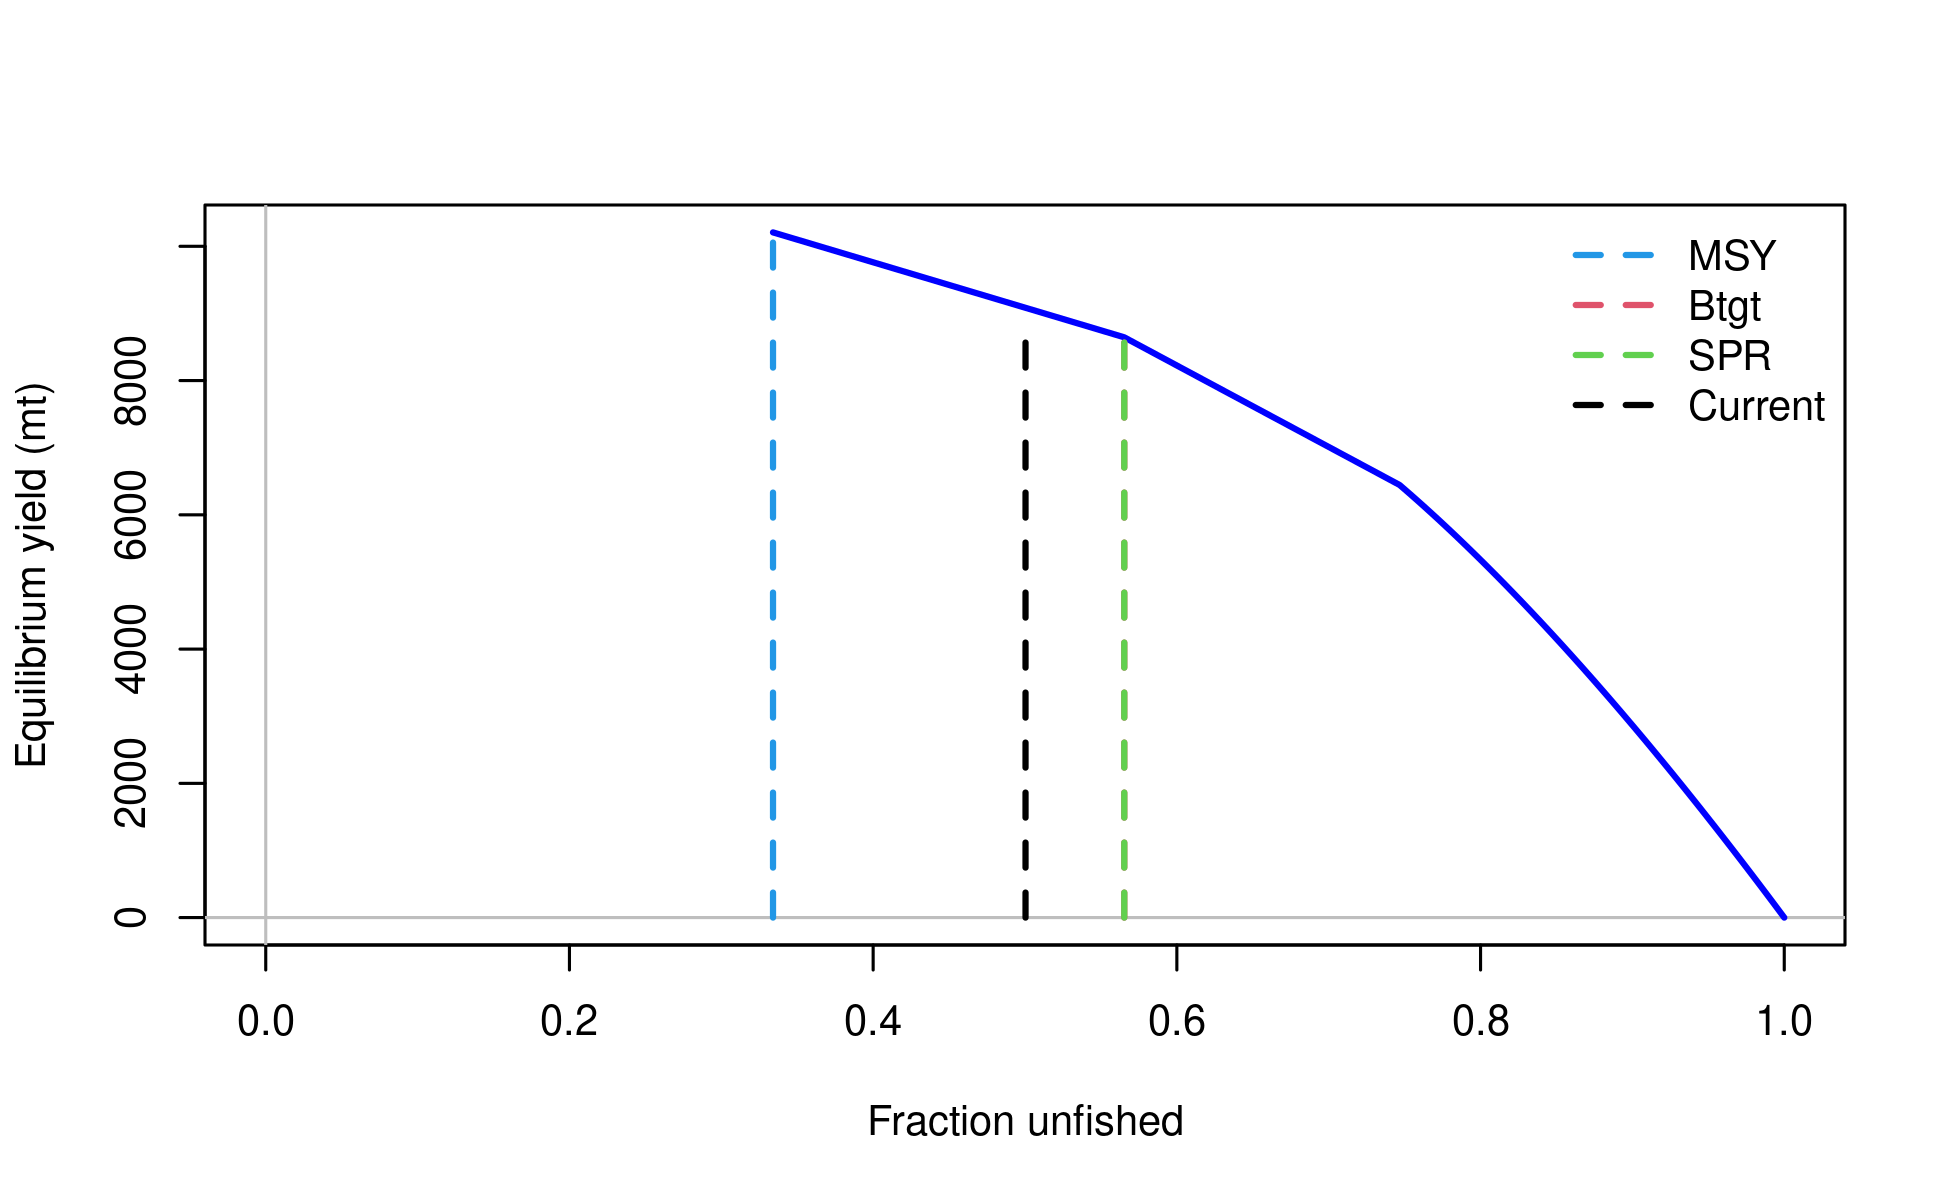 MSY
Btgt
SPR
Current
Equilibrium yield (mt)
8000
6000
4000
2000
0
0.0 0.2 0.4 0.6 0.8 1.0
Fraction unfished